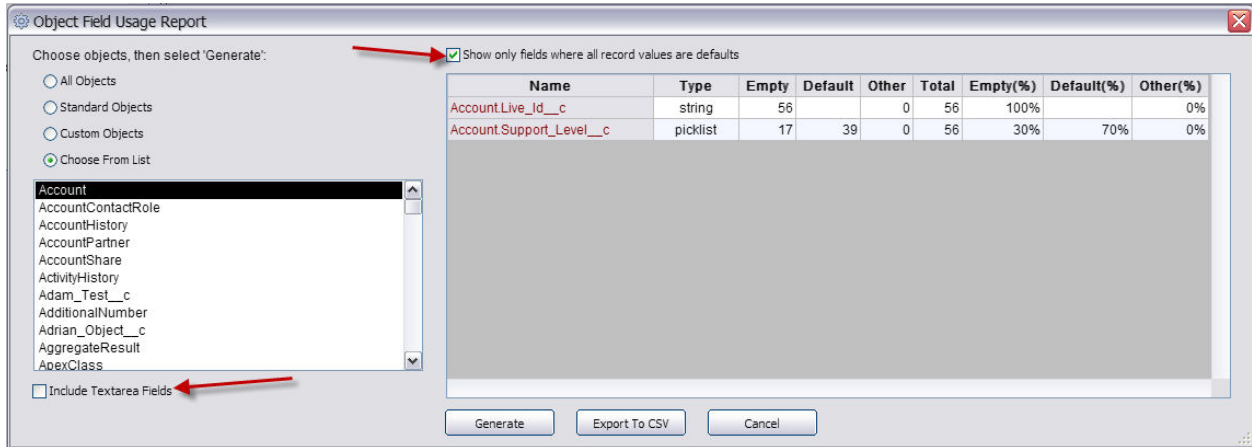 Object Field Usage Report
Choose objects, then select 'Generate':
All Objects
Standard Objects
Custom Objects
Choose From List
Account
AccountContactRole
AccountHistory
AccountPartner
AccountShare
ActivityHistory
Adam_Test__c
AdditionalNumber
Adrian_Object__c
AggregateResult
ApexClass
Include Textarea Fields
Show only fields where all record values are defaults
Name Type Empty Default Other Total Empty(%) Default(%) Other(%)
Account.Live_Id__c string 56 0 56 100% 0%
Account.Support_Level__c picklist 17 39 0 56 30% 70% 0%
Generate Export To CSV Cancel